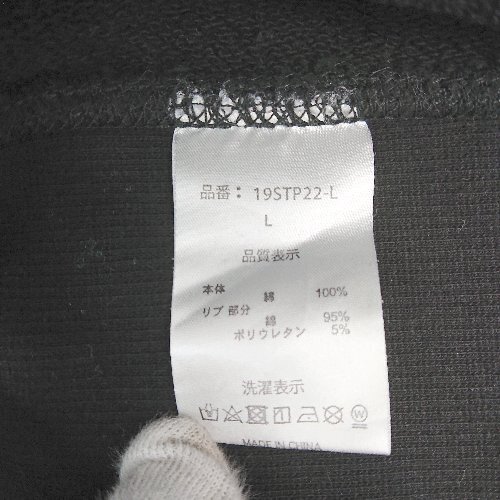 品番： 19STP22-L
L
品質表示
本体 綿 100%
リブ 部分 綿 95%
ポリウレタン 5%
洗濯表示
MADE IN CHINA